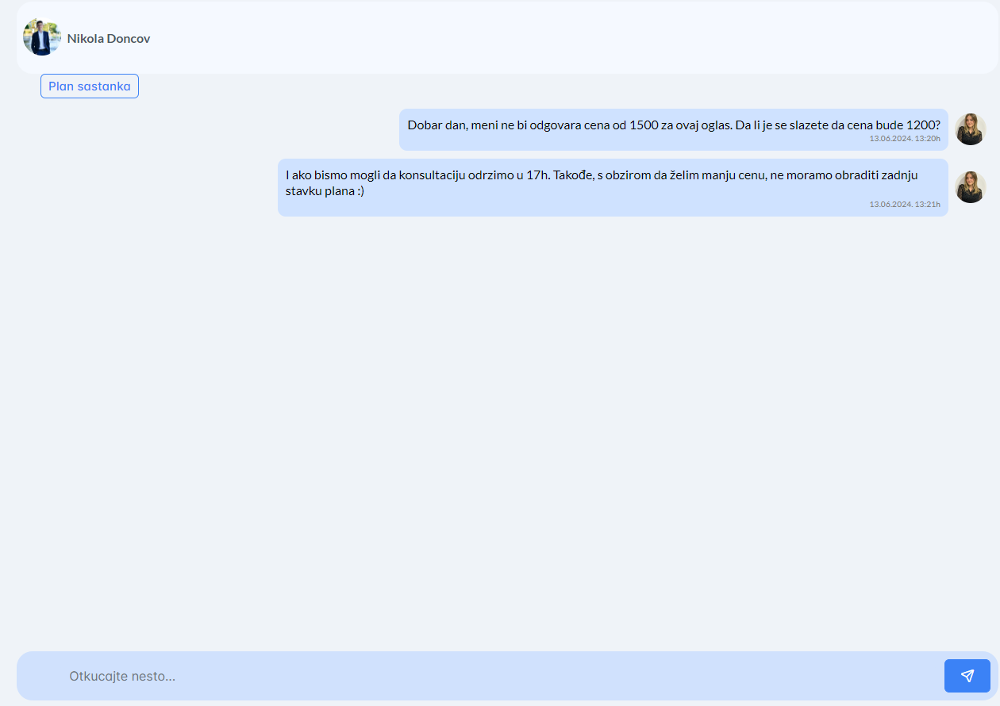 Nikola Doncov
Plan sastanka
Dobar dan, meni ne bi odgovara cena od 1500 za ovaj oglas. Da li je se slazete da cena bude 1200?
13.06.2024. 13:20h
I ako bismo mogli da konsultaciju odrzimo u 17h. Takođe, s obzirom da želim manju cenu, ne moramo obraditi zadnju
stavku plana :)
13.06.2024. 13:21h
Otkucajte nesto...